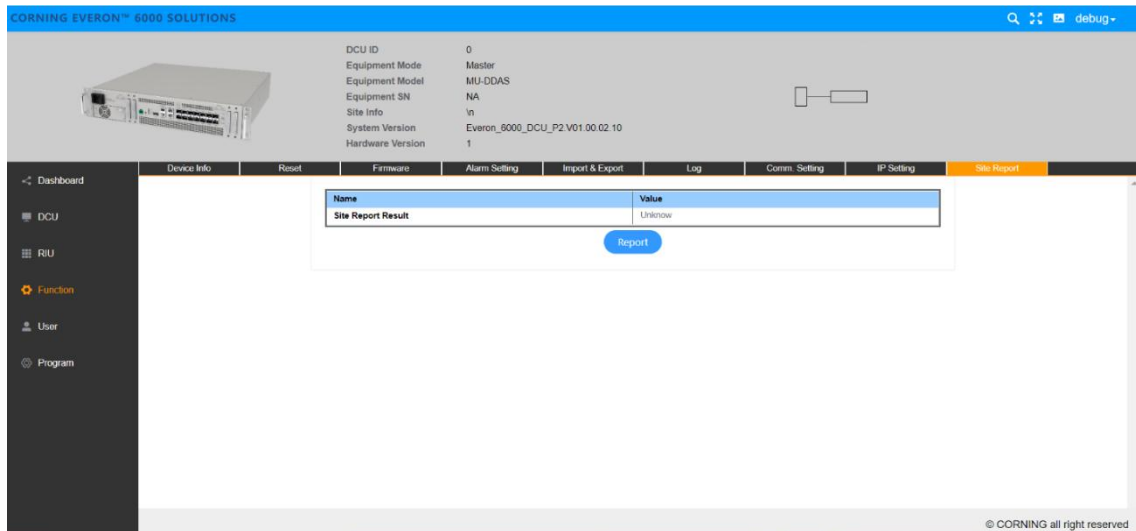 CORNING EVERON™ 6000 SOLUTIONS
debug
DCU ID 0
Equipment Mode Master
Equipment Model MU-DDAS
Equipment SN NA
Site Info \n
System Version Everon_6000_DCU_P2.V01.00.02.10
Hardware Version 1
Device Info Reset Firmware Alarm Setting Import & Export Log Comm. Setting IP Setting Site Report
Dashboard
DCU
RIU
Function
User
Program
Name Value
Site Report Result Unknow
Report
© CORNING all right reserved